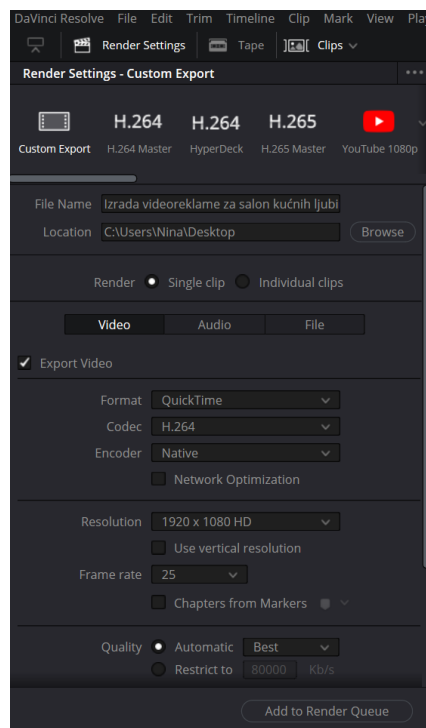 DaVinci Resolve File Edit Trim Timeline Clip Mark View Pla
Render Settings Tape Clips
Render Settings - Custom Export
H.264 H.264 H.265
Custom Export H.264 Master HyperDeck H.265 Master YouTube 1080p
File Name Izrada videoreklame za salon kućnih ljubi
Location C:\Users\Nina\Desktop Browse
Render Single clip Individual clips
Video Audio File
Export Video
Format QuickTime
Codec H.264
Encoder Native
Network Optimization
Resolution 1920 x 1080 HD
Use vertical resolution
Frame rate 25
Chapters from Markers
Quality Automatic Best
Restrict to 80000 Kb/s
Add to Render Queue